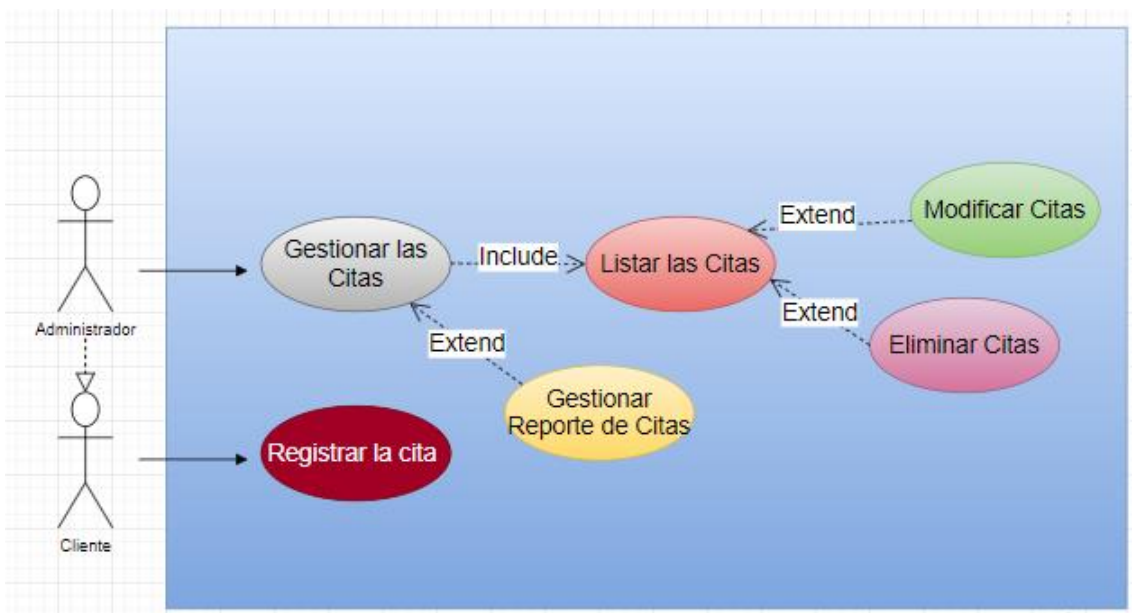 Administrador
Cliente
Gestionar las
Citas
Include
Listar las Citas
Extend
Modificar Citas
Extend
Eliminar Citas
Extend
Gestionar
Reporte de Citas
Registrar la cita